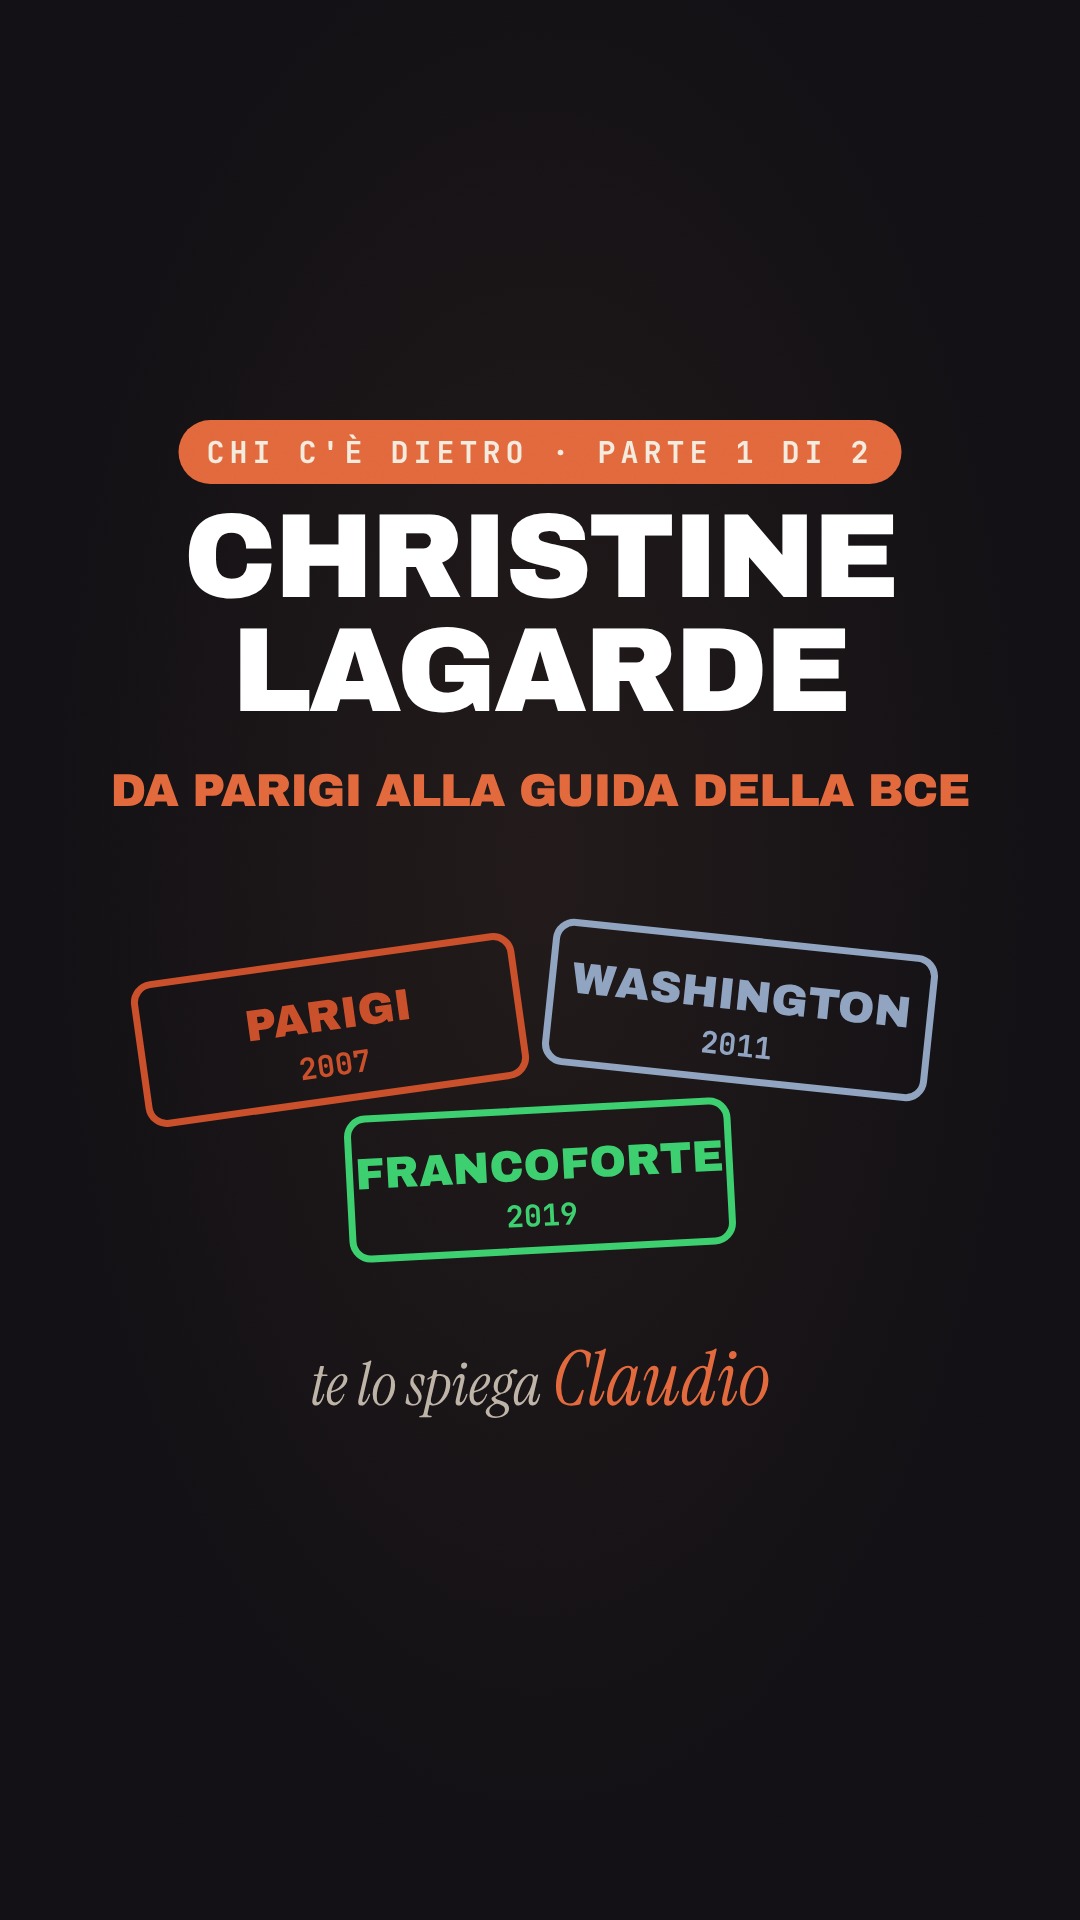 CHI C'È DIETRO · PARTE 1 DI 2
CHRISTINE
LAGARDE
DA PARIGI ALLA GUIDA DELLA BCE
PARIGI
2007
WASHINGTON
2011
FRANCOFORTE
2019
te lo spiega Claudio